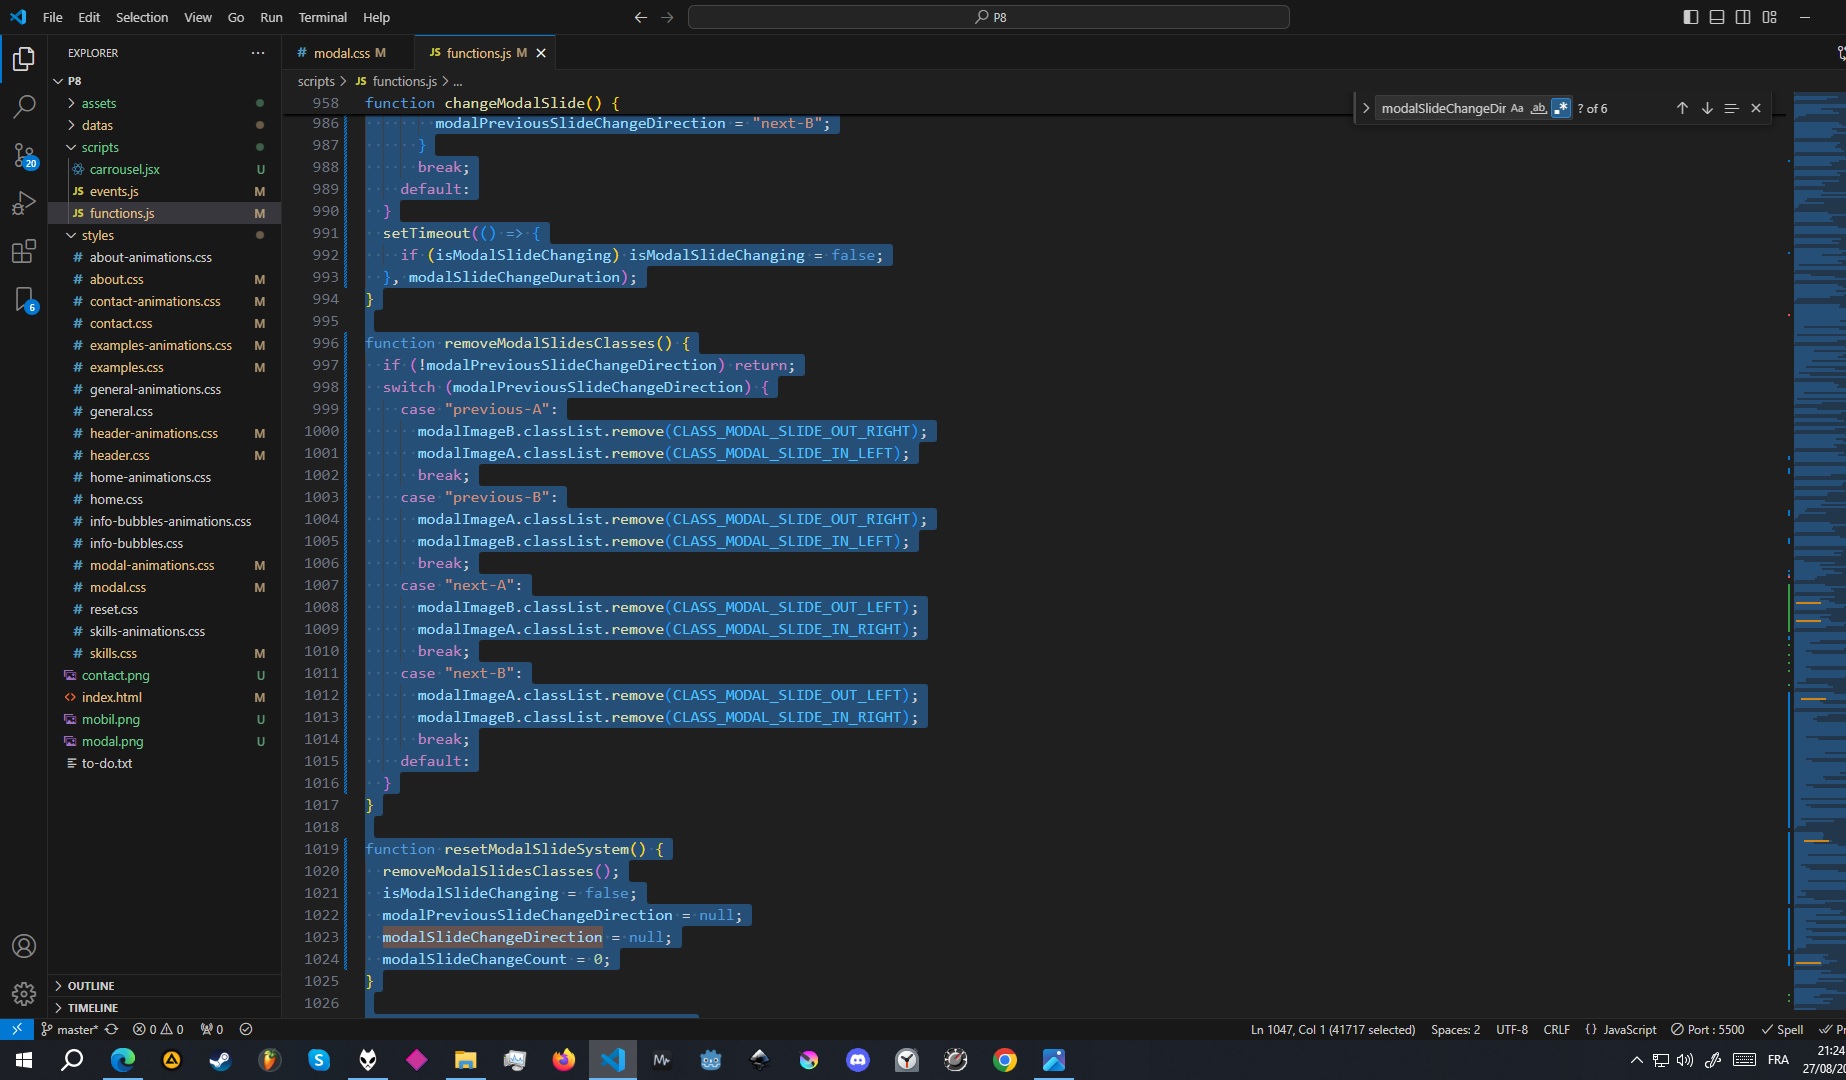 File Edit Selection View Go Run Terminal Help
P8
EXPLORER
P8
assets
datas
scripts
carrousel.jsx U
JS events.js M
JS functions.js M
styles
# about-animations.css
# about.css M
# contact-animations.css M
# contact.css M
# examples-animations.css M
# examples.css M
# general-animations.css
# general.css
# header-animations.css M
# header.css M
# home-animations.css
# home.css
# info-bubbles-animations.css
# info-bubbles.css
# modal-animations.css M
# modal.css M
# reset.css
# skills-animations.css
# skills.css M
contact.png U
index.html M
mobil.png U
modal.png U
to-do.txt
OUTLINE
TIMELINE
20
6
# modal.css M
JS functions.js M
scripts > JS functions.js > ...
modalSlideChangeDir Aa ab .* ? of 6
958 function changeModalSlide() {
986 modalPreviousSlideChangeDirection = "next-B";
987 }
988 break;
989 default:
990 }
991 setTimeout(() => {
992 if (isModalSlideChanging) isModalSlideChanging = false;
993 }, modalSlideChangeDuration);
994 }
995
996 function removeModalSlidesClasses() {
997 if (!modalPreviousSlideChangeDirection) return;
998 switch (modalPreviousSlideChangeDirection) {
999 case "previous-A":
1000 modalImageB.classList.remove(CLASS_MODAL_SLIDE_OUT_RIGHT);
1001 modalImageA.classList.remove(CLASS_MODAL_SLIDE_IN_LEFT);
1002 break;
1003 case "previous-B":
1004 modalImageA.classList.remove(CLASS_MODAL_SLIDE_OUT_RIGHT);
1005 modalImageB.classList.remove(CLASS_MODAL_SLIDE_IN_LEFT);
1006 break;
1007 case "next-A":
1008 modalImageB.classList.remove(CLASS_MODAL_SLIDE_OUT_LEFT);
1009 modalImageA.classList.remove(CLASS_MODAL_SLIDE_IN_RIGHT);
1010 break;
1011 case "next-B":
1012 modalImageA.classList.remove(CLASS_MODAL_SLIDE_OUT_LEFT);
1013 modalImageB.classList.remove(CLASS_MODAL_SLIDE_IN_RIGHT);
1014 break;
1015 default:
1016 }
1017 }
1018
1019 function resetModalSlideSystem() {
1020 removeModalSlidesClasses();
1021 isModalSlideChanging = false;
1022 modalPreviousSlideChangeDirection = null;
1023 modalSlideChangeDirection = null;
1024 modalSlideChangeCount = 0;
1025 }
1026
master* 0 0 0
Ln 1047, Col 1 (41717 selected) Spaces: 2 UTF-8 CRLF {} JavaScript Port : 5500 Spell Pr
FRA
21:24
27/08/20